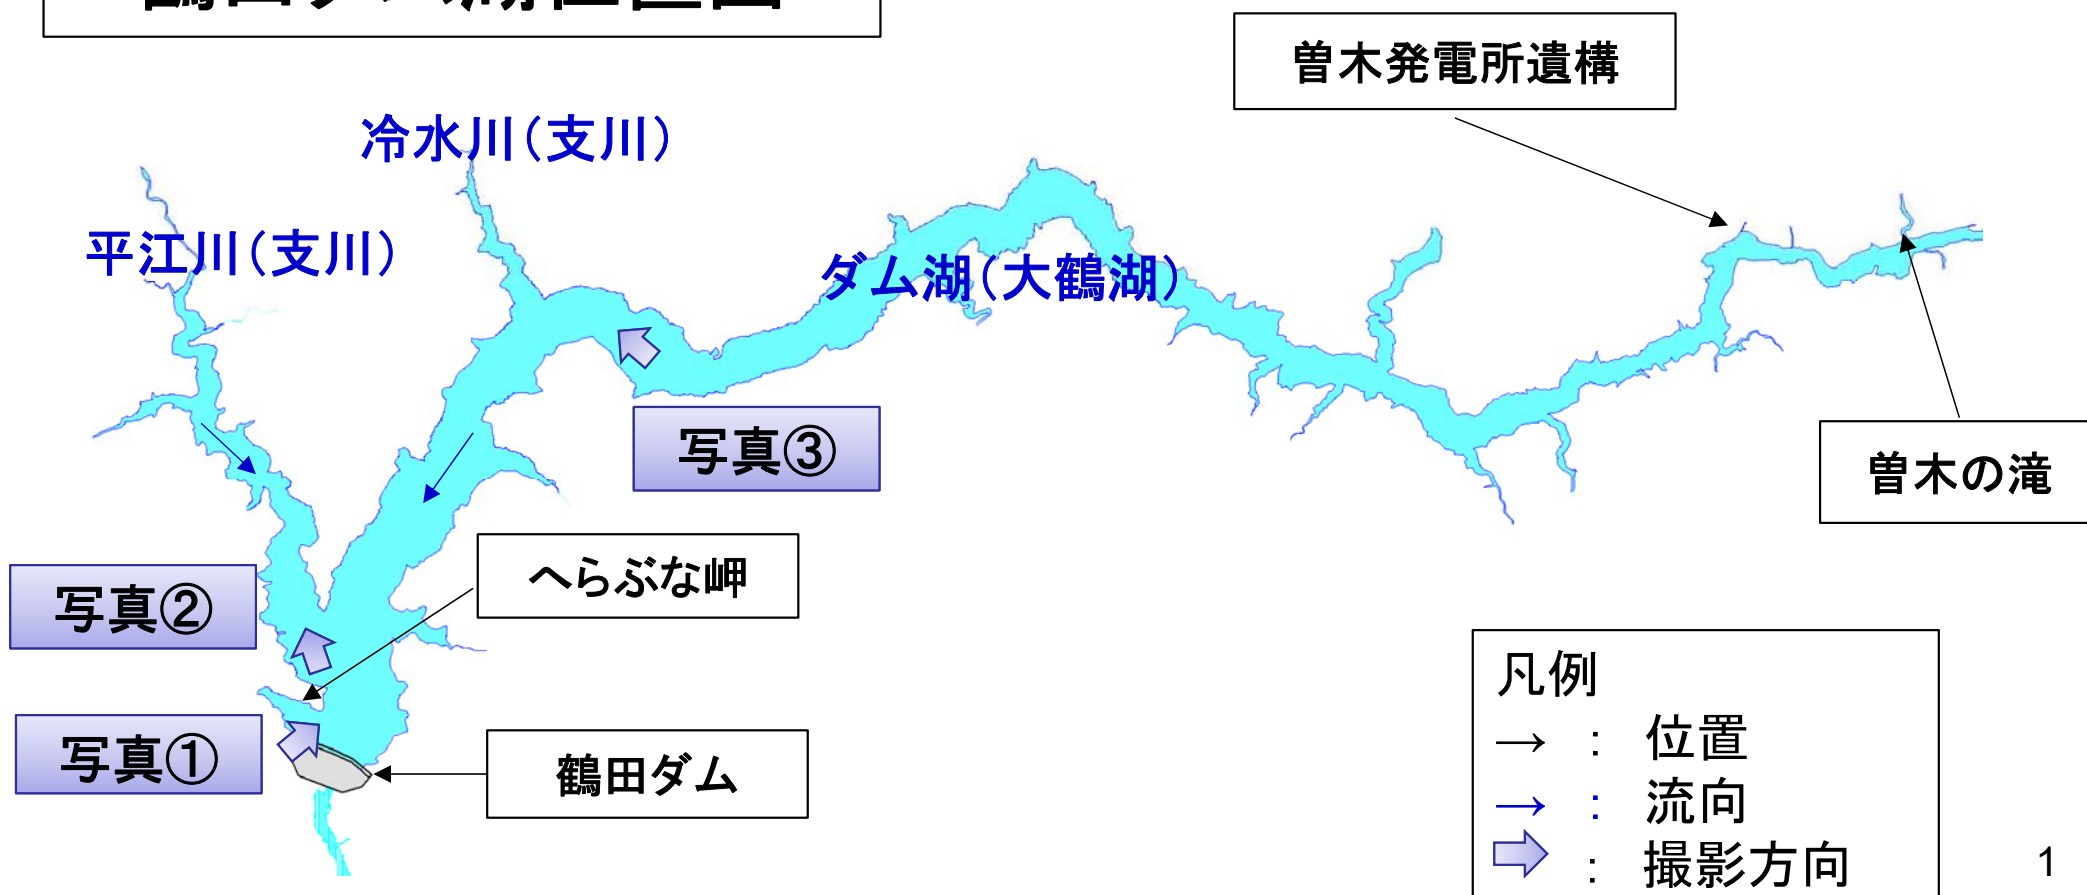 曽木発電所遺構
冷水川（支川）
平江川（支川）
ダム湖（大鶴湖）
写真③
曽木の滝
へらぶな岬
写真②
写真①
鶴田ダム
凡例
→ ： 位置
→ ： 流向
： 撮影方向
1